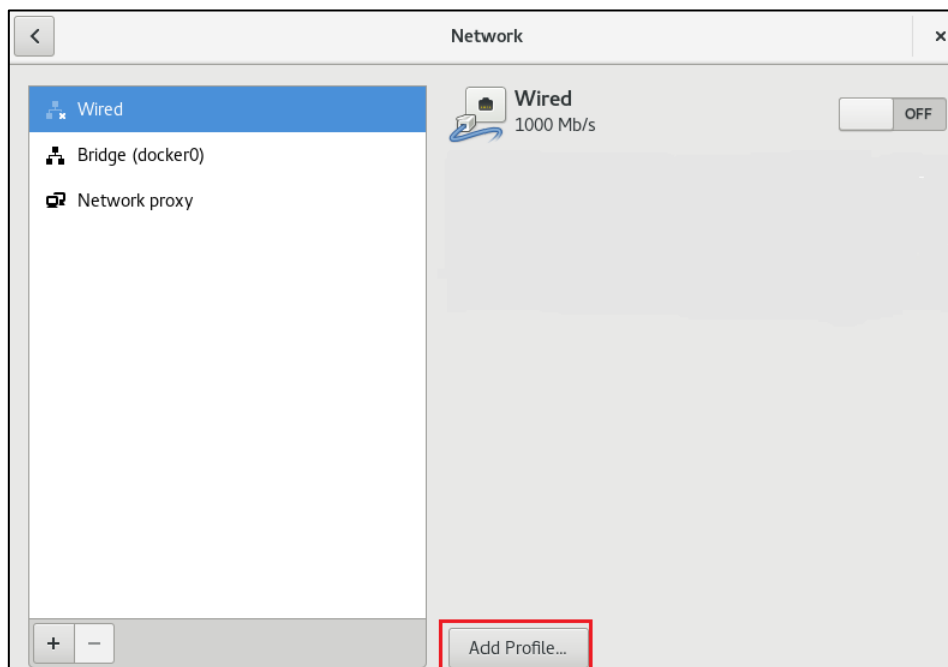 Network
Wired
Bridge (docker0)
Network proxy
Wired
1000 Mb/s
OFF
Add Profile...